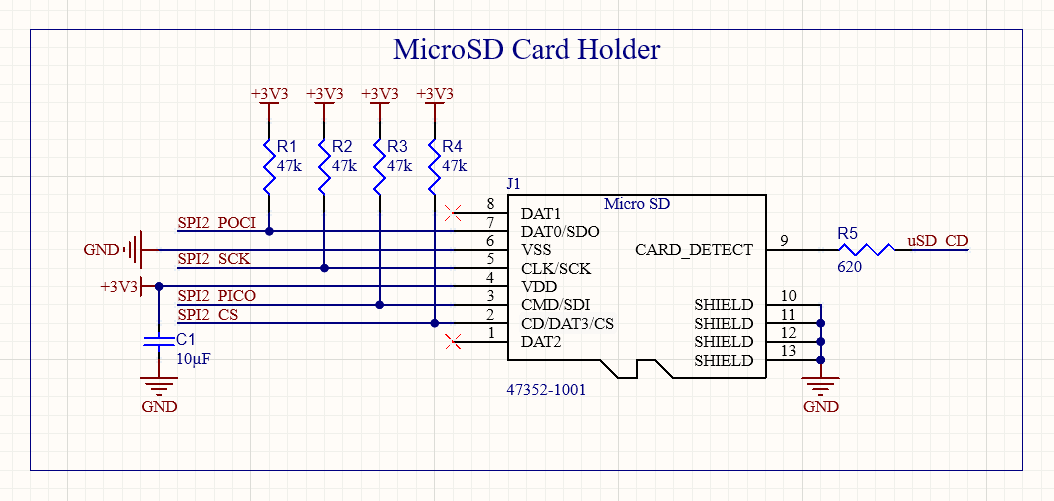 MicroSD Card Holder
+3V3 +3V3 +3V3 +3V3
R1 R2 R3 R4
47k 47k 47k 47k
J1
Micro SD
8 DAT1
SPI2_POCI 7 DAT0/SDO
GND 6 VSS
SPI2_SCK 5 CLK/SCK
+3V3 4 VDD
SPI2_PICO 3 CMD/SDI
SPI2_CS 2 CD/DAT3/CS
1 DAT2
CARD_DETECT 9 R5 uSD_CD
620
SHIELD 10
SHIELD 11
SHIELD 12
SHIELD 13
C1
10µF
GND
47352-1001
GND